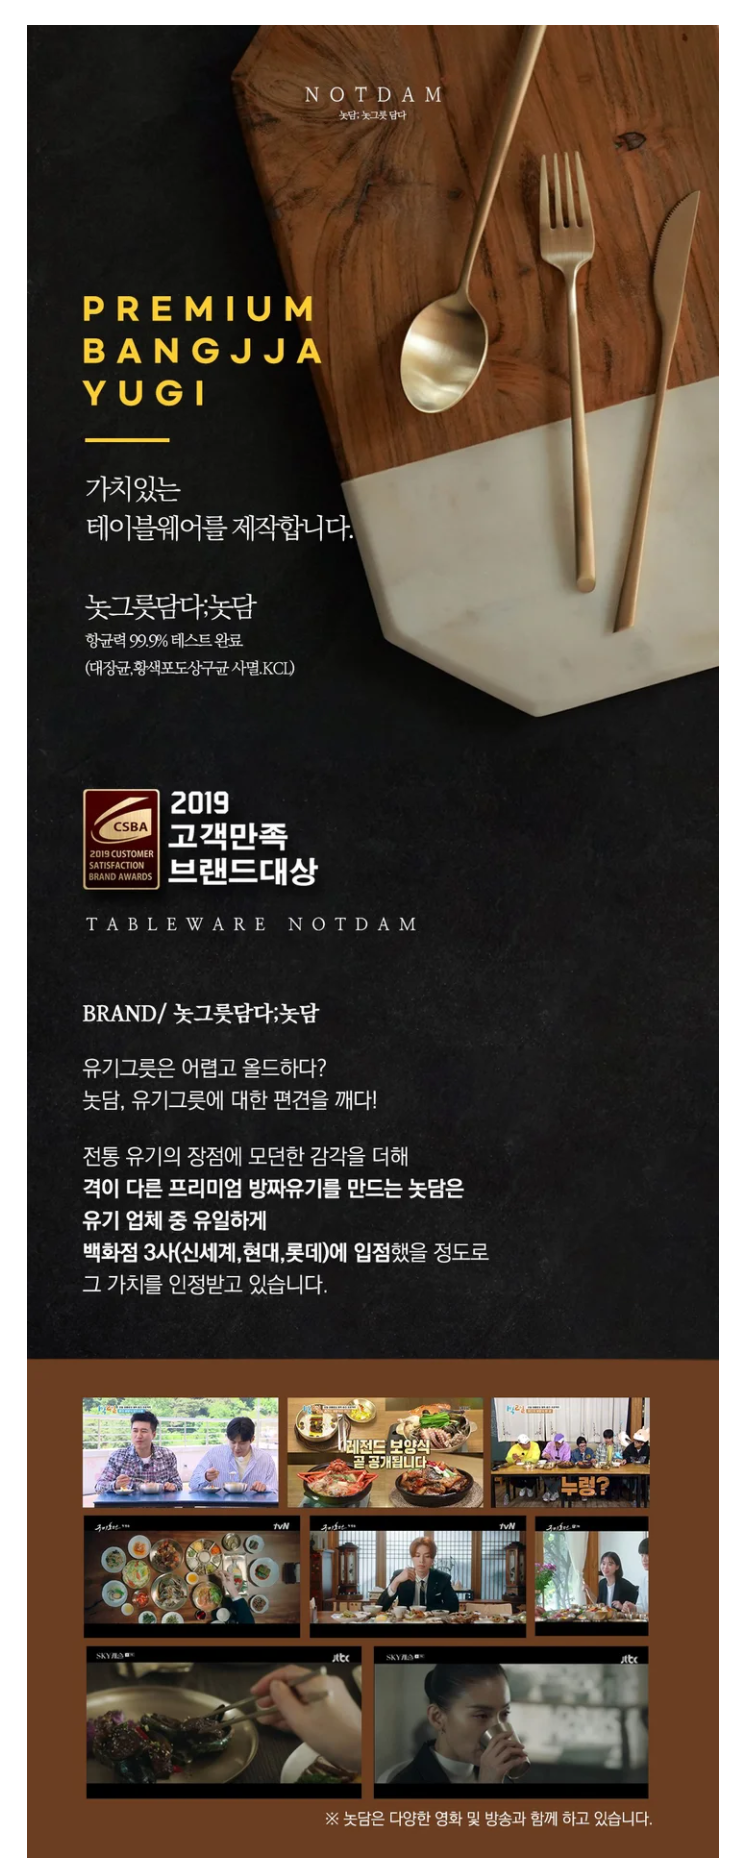 NOTDAM
놋담; 놋그릇 담다
PREMIUM
BANGJJA
YUGI
가치있는
테이블웨어를 제작합니다.
놋그릇담다;놋담
항균력 99.9% 테스트 완료
(대장균,황색포도상구균 사멸.KCL)
CSBA
2019 CUSTOMER
SATISFACTION
BRAND AWARDS
2019
고객만족
브랜드대상
TABLEWARE NOTDAM
BRAND/ 놋그릇담다;놋담
유기그릇은 어렵고 올드하다?
놋담, 유기그릇에 대한 편견을 깨다!
전통 유기의 장점에 모던한 감각을 더해
격이 다른 프리미엄 방짜유기를 만드는 놋담은
유기 업체 중 유일하게
백화점 3사(신세계,현대,롯데)에 입점했을 정도로
그 가치를 인정받고 있습니다.
레전드 보양식
곧 공개됩니다
누렁?
구미호뎐 tvN
구미호뎐 tvN
구미호뎐
SKY캐슬 jtbc
SKY캐슬 jtbc
※ 놋담은 다양한 영화 및 방송과 함께 하고 있습니다.